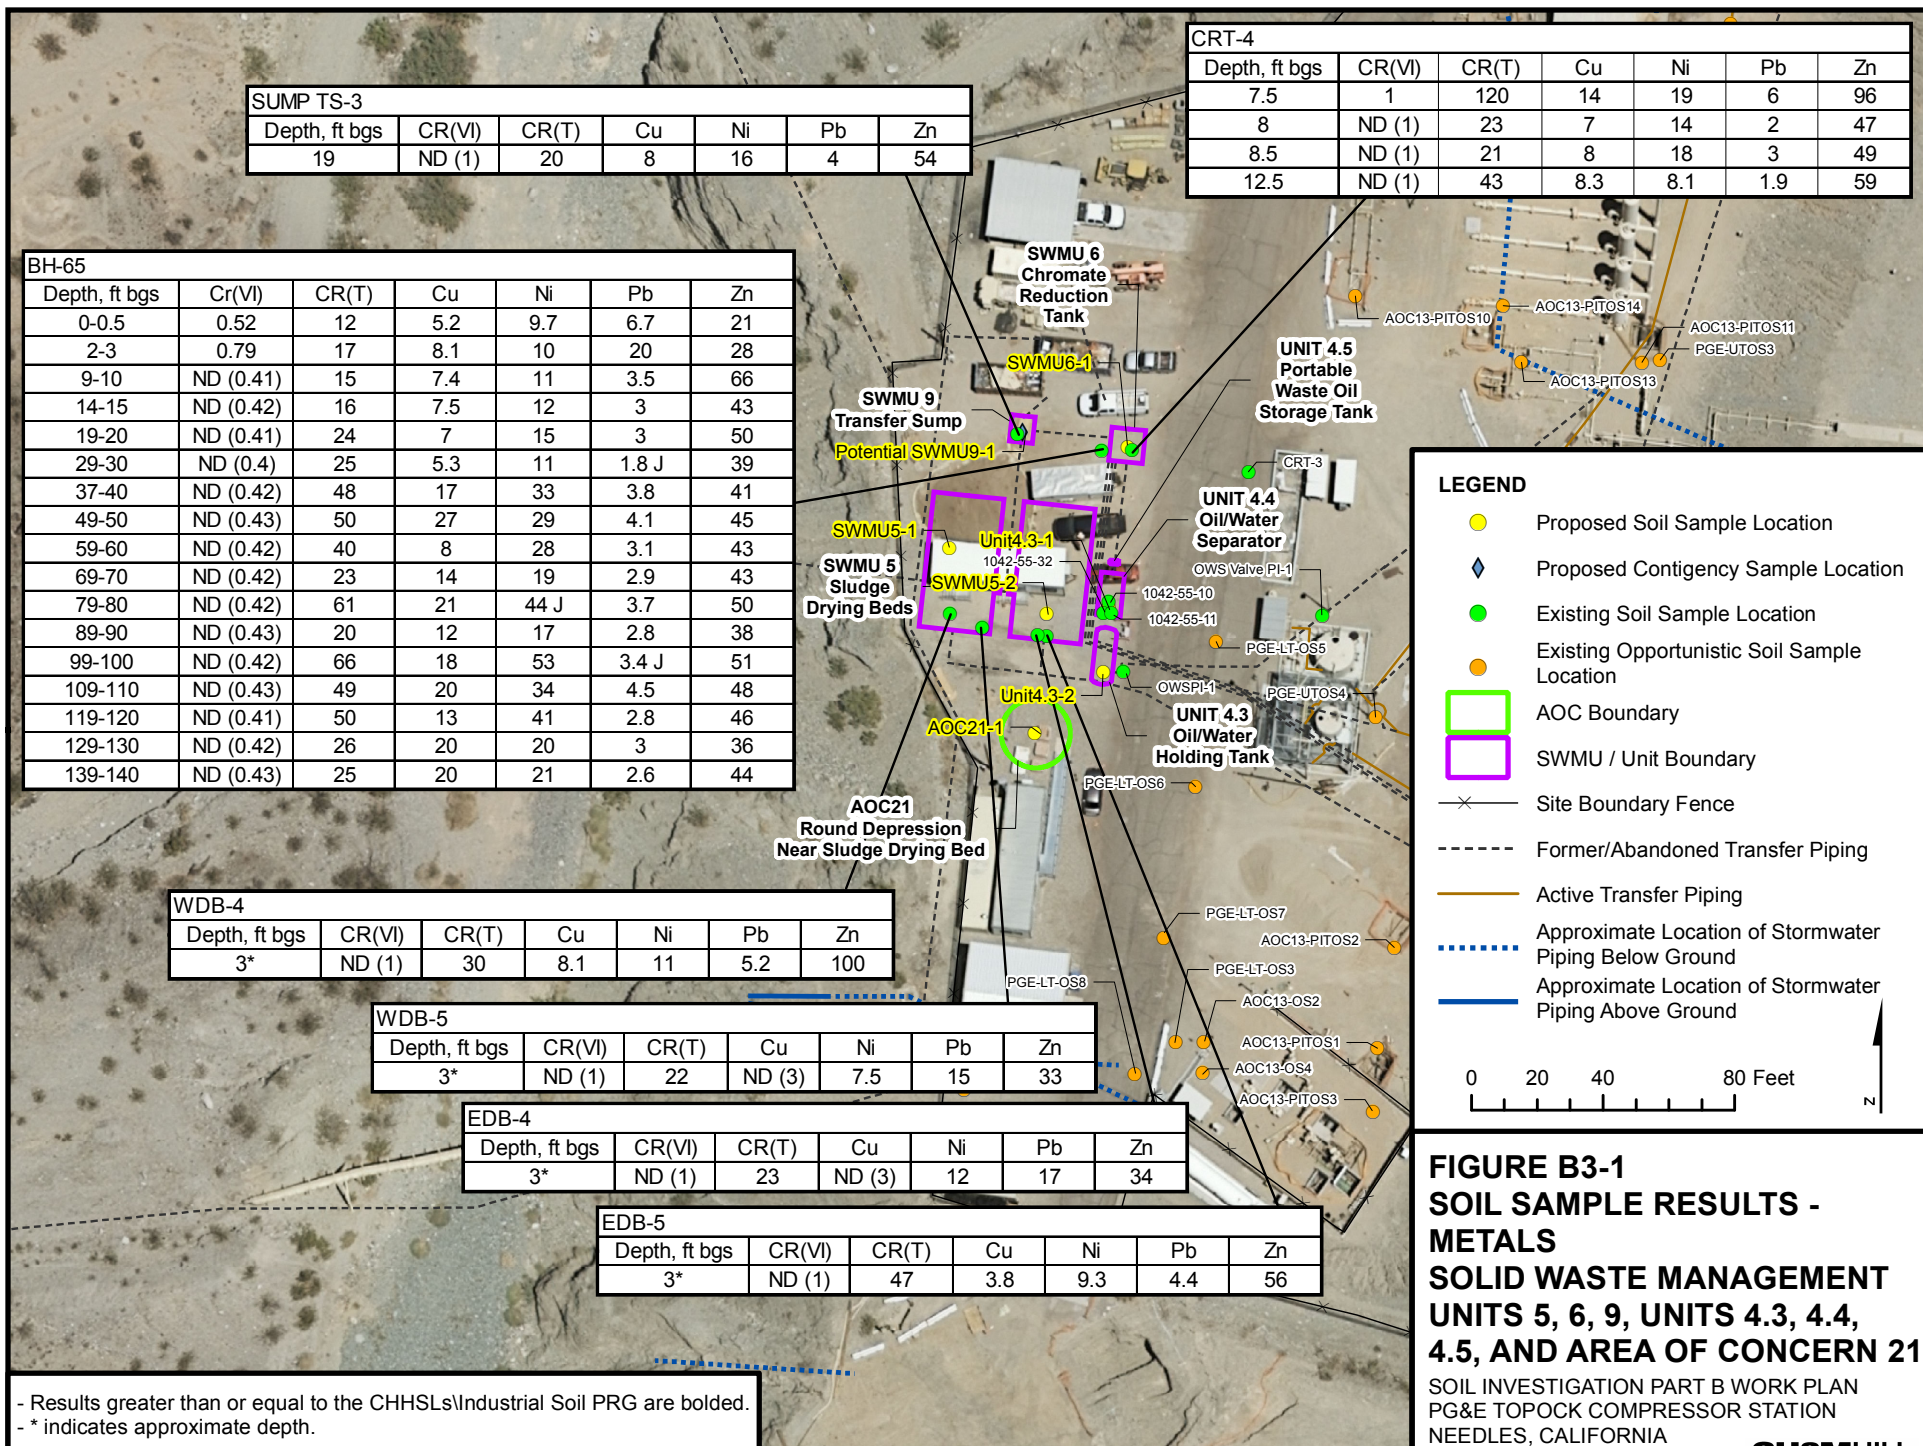 CRT-4
Depth, ft bgs CR(VI) CR(T) Cu Ni Pb Zn
7.5 1 120 14 19 6 96
8 ND (1) 23 7 14 2 47
8.5 ND (1) 21 8 18 3 49
12.5 ND (1) 43 8.3 8.1 1.9 59
SUMP TS-3
Depth, ft bgs CR(VI) CR(T) Cu Ni Pb Zn
19 ND (1) 20 8 16 4 54
BH-65
Depth, ft bgs Cr(VI) CR(T) Cu Ni Pb Zn
0-0.5 0.52 12 5.2 9.7 6.7 21
2-3 0.79 17 8.1 10 20 28
9-10 ND (0.41) 15 7.4 11 3.5 66
14-15 ND (0.42) 16 7.5 12 3 43
19-20 ND (0.41) 24 7 15 3 50
29-30 ND (0.4) 25 5.3 11 1.8 J 39
37-40 ND (0.42) 48 17 33 3.8 41
49-50 ND (0.43) 50 27 29 4.1 45
59-60 ND (0.42) 40 8 28 3.1 43
69-70 ND (0.42) 23 14 19 2.9 43
79-80 ND (0.42) 61 21 44 J 3.7 50
89-90 ND (0.43) 20 12 17 2.8 38
99-100 ND (0.42) 66 18 53 3.4 J 51
109-110 ND (0.43) 49 20 34 4.5 48
119-120 ND (0.41) 50 13 41 2.8 46
129-130 ND (0.42) 26 20 20 3 36
139-140 ND (0.43) 25 20 21 2.6 44
SWMU 6
Chromate
Reduction
Tank
SWMU6-1
SWMU 9
Transfer Sump
Potential SWMU9-1
UNIT 4.5
Portable
Waste Oil
Storage Tank
AOC13-PITOS10
AOC13-PITOS14
AOC13-PITOS11
PGE-UTOS3
AOC13-PITOS13
CRT-3
UNIT 4.4
Oil/Water
Separator
OWS Valve PI-1
SWMU5-1
Unit4.3-1
1042-55-32
SWMU 5
Sludge
Drying Beds
SWMU5-2
1042-55-10
1042-55-11
PGE-LT-OS5
OWSPI-1
PGE-UTOS4
Unit4.3-2
UNIT 4.3
Oil/Water
Holding Tank
AOC21-1
PGE-LT-OS6
AOC21
Round Depression
Near Sludge Drying Bed
PGE-LT-OS7
AOC13-PITOS2
PGE-LT-OS3
PGE-LT-OS8
AOC13-OS2
AOC13-PITOS1
AOC13-OS4
AOC13-PITOS3
WDB-4
Depth, ft bgs CR(VI) CR(T) Cu Ni Pb Zn
3* ND (1) 30 8.1 11 5.2 100
WDB-5
Depth, ft bgs CR(VI) CR(T) Cu Ni Pb Zn
3* ND (1) 22 ND (3) 7.5 15 33
EDB-4
Depth, ft bgs CR(VI) CR(T) Cu Ni Pb Zn
3* ND (1) 23 ND (3) 12 17 34
EDB-5
Depth, ft bgs CR(VI) CR(T) Cu Ni Pb Zn
3* ND (1) 47 3.8 9.3 4.4 56
LEGEND
Proposed Soil Sample Location
Proposed Contigency Sample Location
Existing Soil Sample Location
Existing Opportunistic Soil Sample
Location
AOC Boundary
SWMU / Unit Boundary
Site Boundary Fence
Former/Abandoned Transfer Piping
Active Transfer Piping
Approximate Location of Stormwater
Piping Below Ground
Approximate Location of Stormwater
Piping Above Ground
0 20 40 80 Feet
Z
FIGURE B3-1
SOIL SAMPLE RESULTS -
METALS
SOLID WASTE MANAGEMENT
UNITS 5, 6, 9, UNITS 4.3, 4.4,
4.5, AND AREA OF CONCERN 21
SOIL INVESTIGATION PART B WORK PLAN
PG&E TOPOCK COMPRESSOR STATION
NEEDLES, CALIFORNIA
- Results greater than or equal to the CHHSLs\Industrial Soil PRG are bolded.
- * indicates approximate depth.